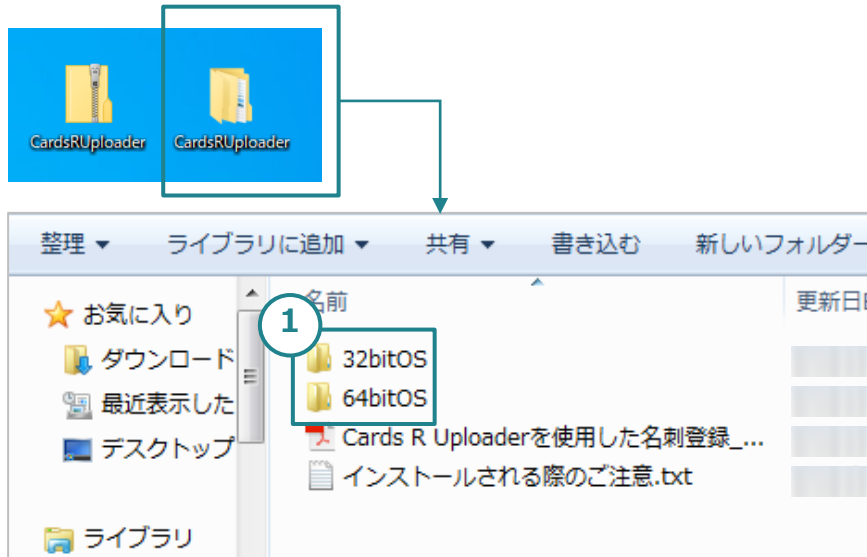 CardsRUploader CardsRUploader
整理 ライブラリに追加 共有 書き込む 新しいフォルダー
お気に入り
ダウンロード
最近表示した
デスクトップ
ライブラリ
名前 更新日
1
32bitOS
64bitOS
Cards R Uploaderを使用した名刺登録_...
インストールされる際のご注意.txt